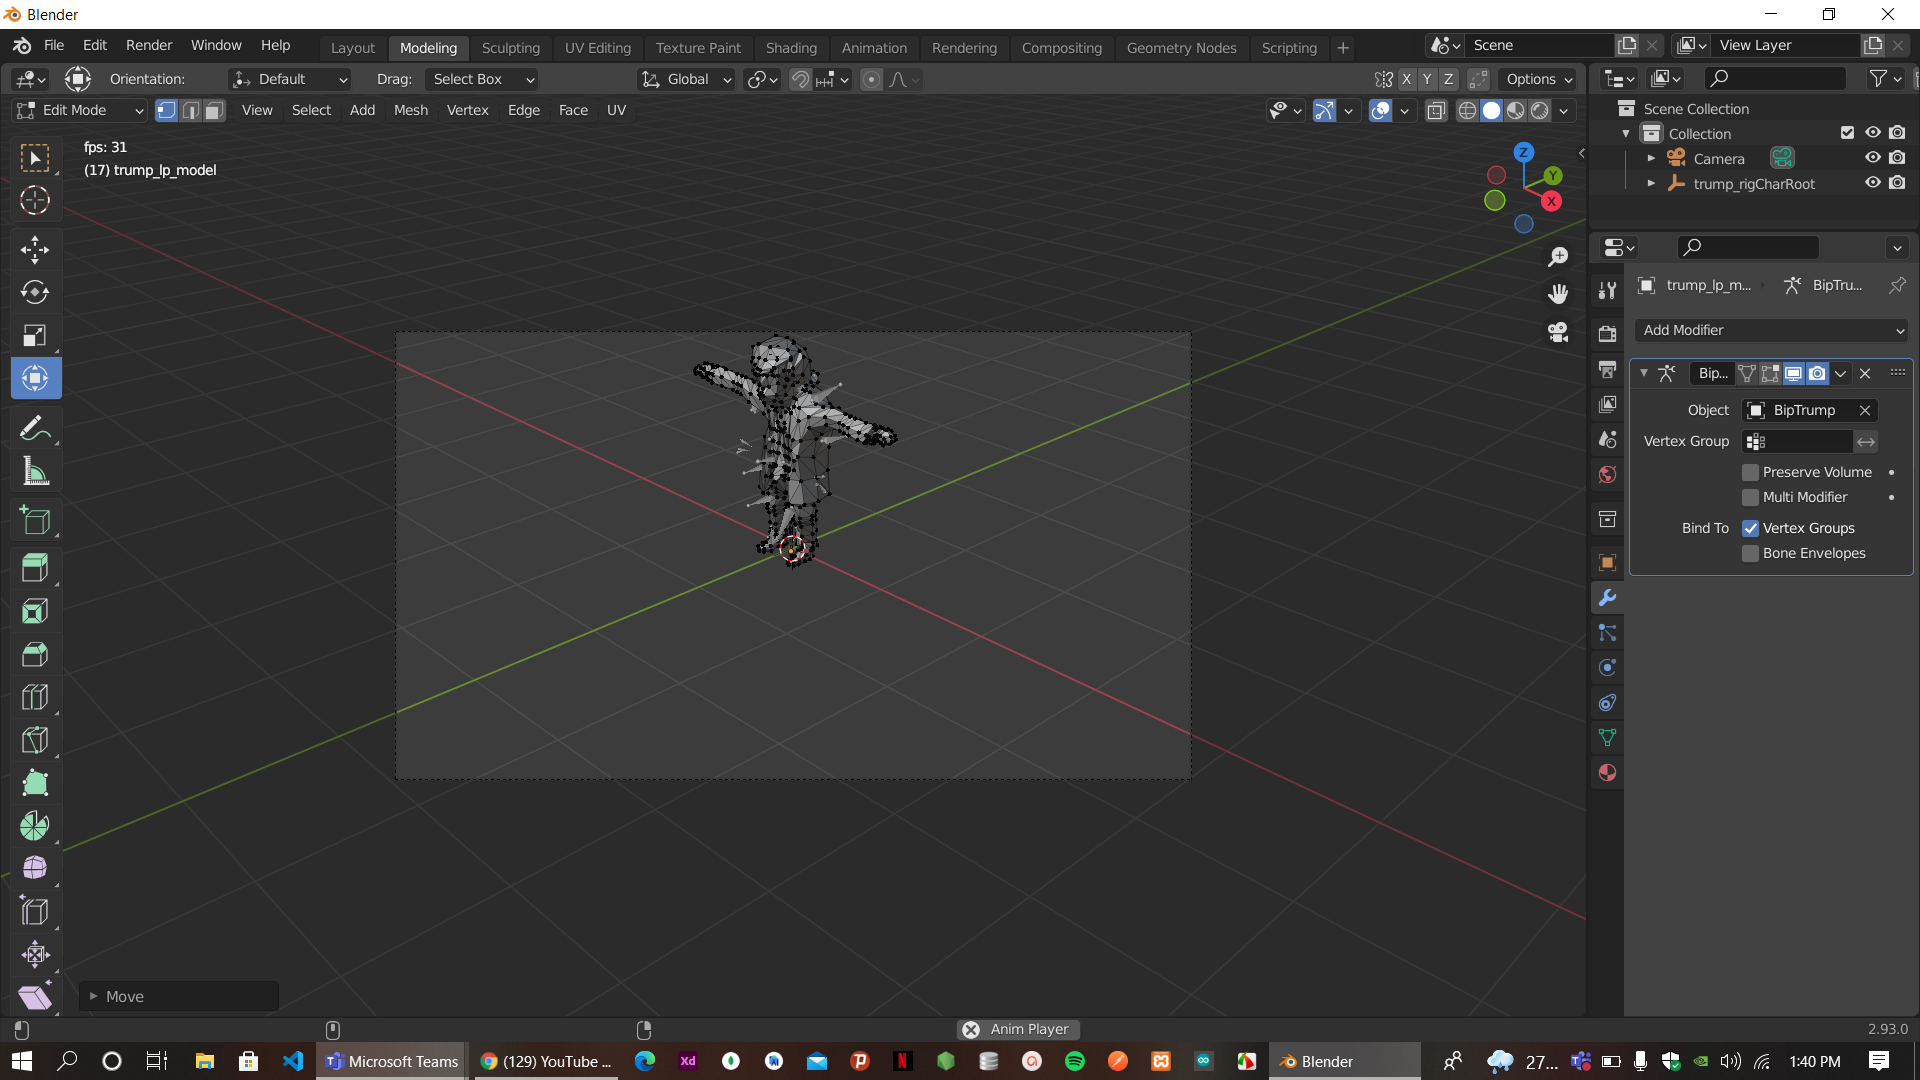 Blender
File Edit Render Window Help Layout Modeling Sculpting UV Editing Texture Paint Shading Animation Rendering Compositing Geometry Nodes Scripting + Scene View Layer
Orientation: Default Drag: Select Box Global X Y Z Options
Edit Mode View Select Add Mesh Vertex Edge Face UV
Scene Collection
Collection
Camera
trump_rigCharRoot
fps: 31
(17) trump_lp_model
Z
Y
X
trump_lp_m... BipTru...
Add Modifier
Bip...
Object BipTrump
Vertex Group
Preserve Volume
Multi Modifier
Bind To Vertex Groups
Bone Envelopes
Move
Anim Player
2.93.0
Microsoft Teams (129) YouTube ... Xd N Blender 27... 1:40 PM